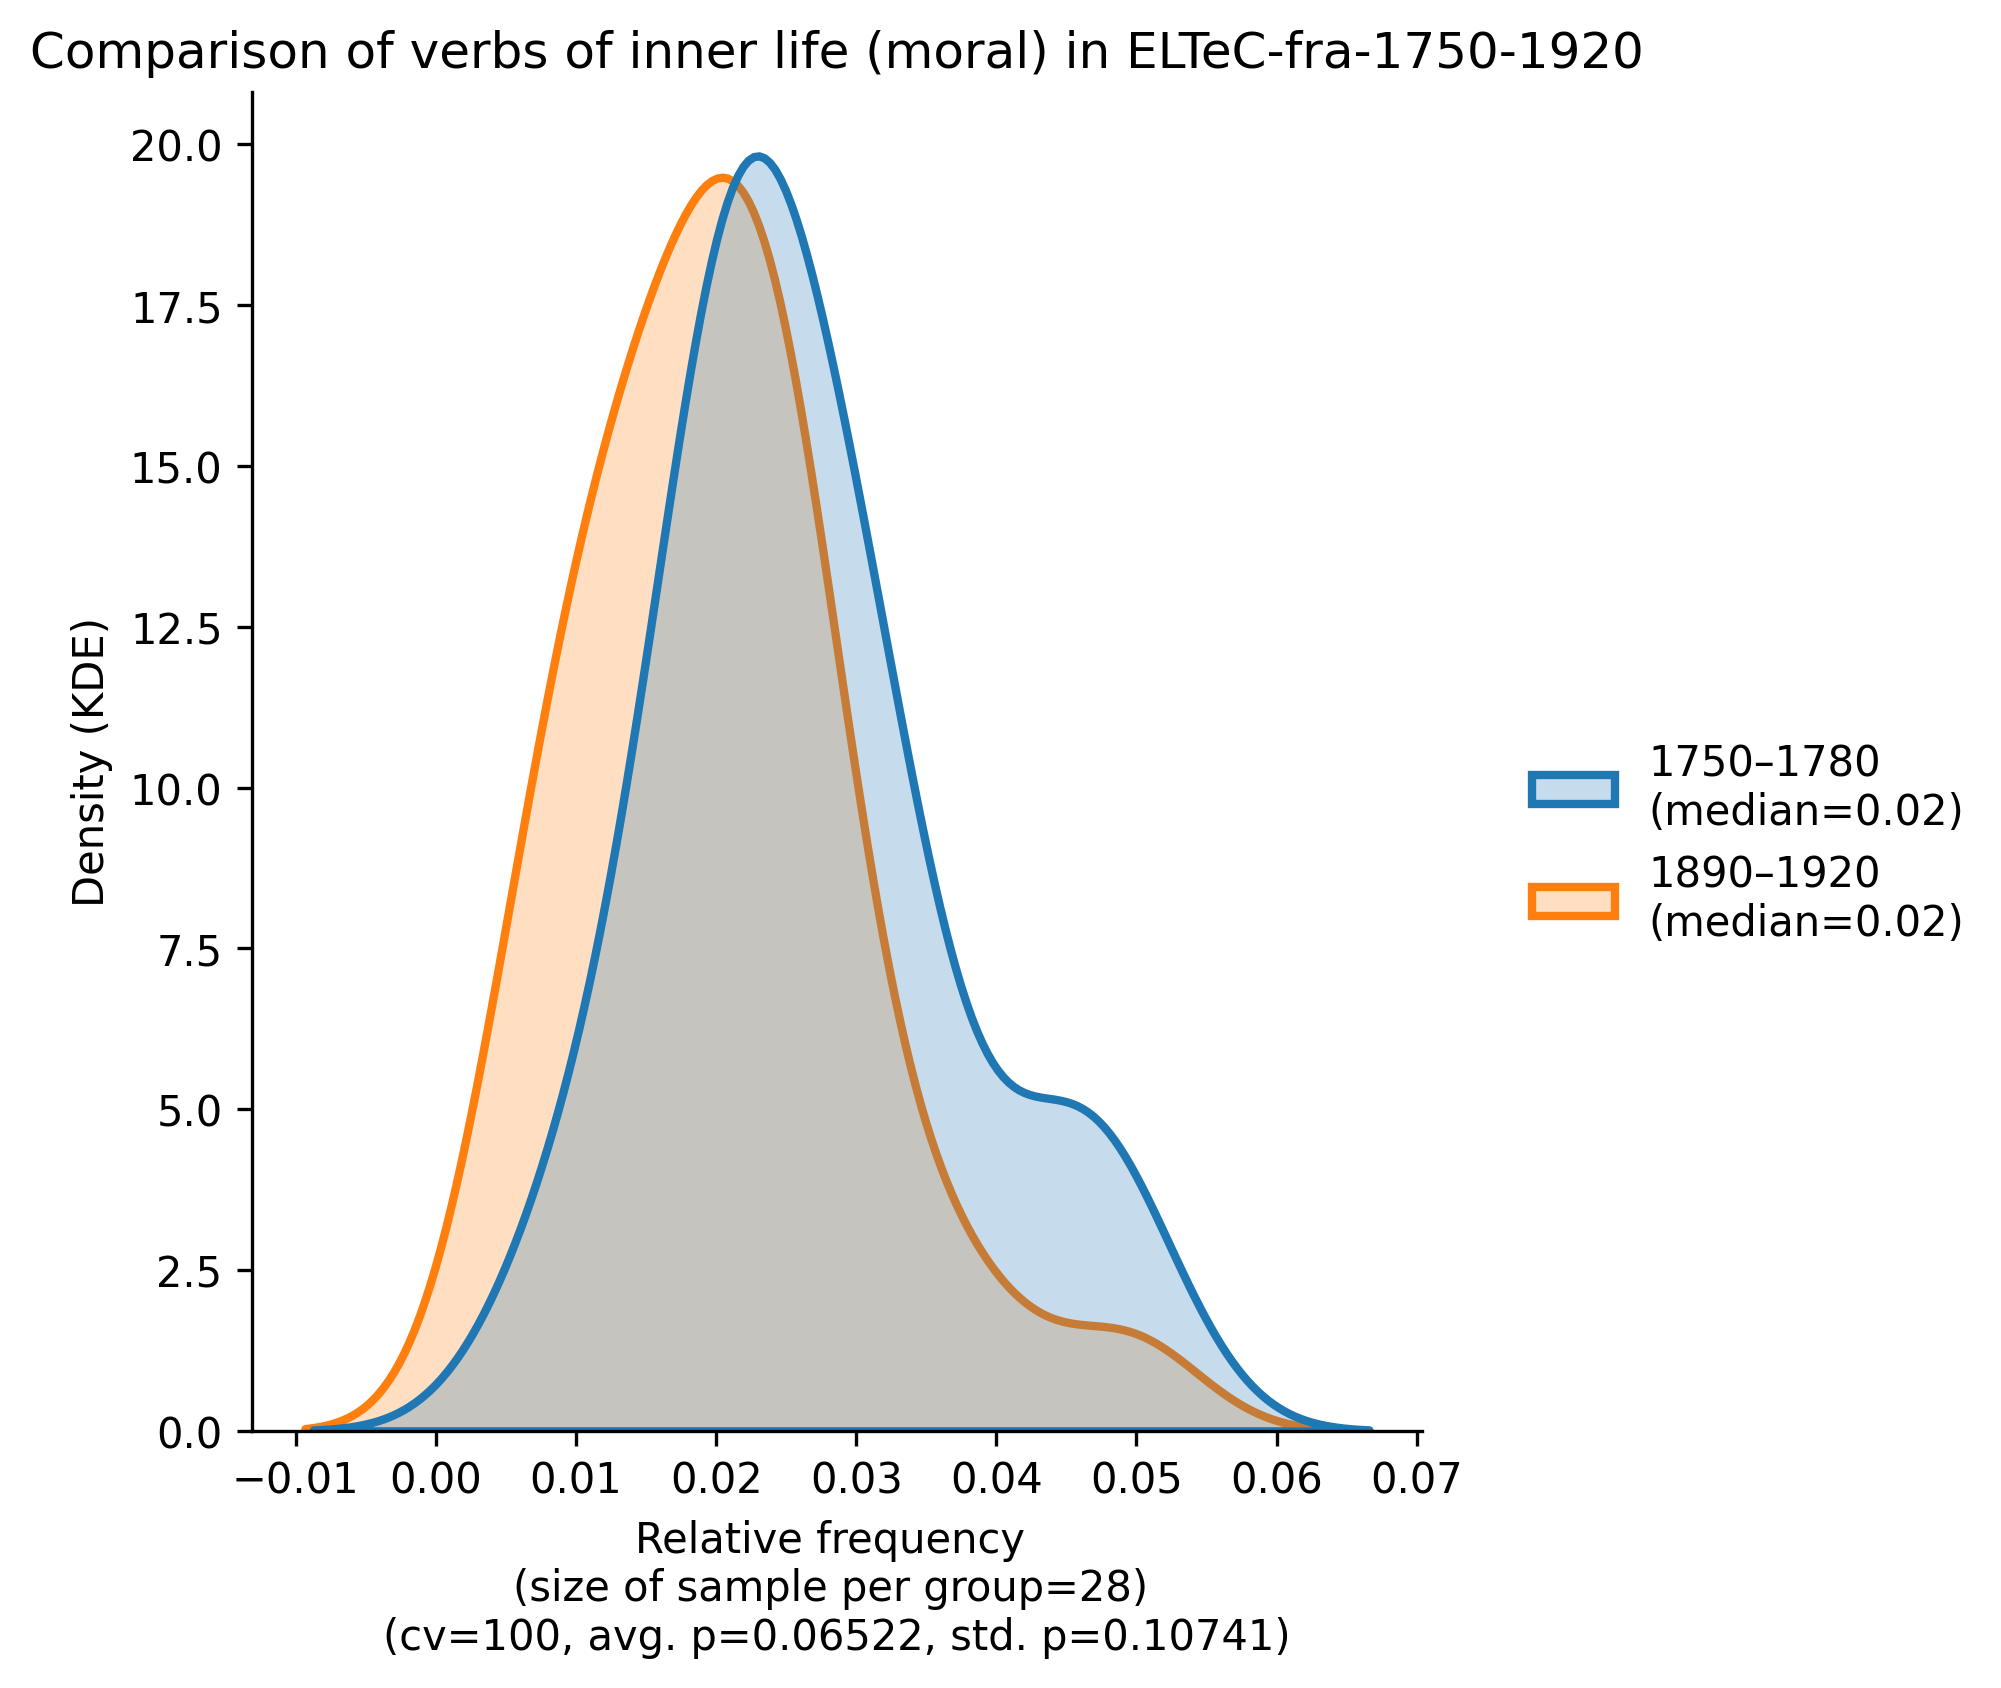 Comparison of verbs of inner life (moral) in ELTeC-fra-1750-1920
20.0
17.5
15.0
12.5
10.0
7.5
5.0
2.5
0.0
Density (KDE)
−0.01 0.00 0.01 0.02 0.03 0.04 0.05 0.06 0.07
Relative frequency
(size of sample per group=28)
(cv=100, avg. p=0.06522, std. p=0.10741)
1750–1780
(median=0.02)
1890–1920
(median=0.02)